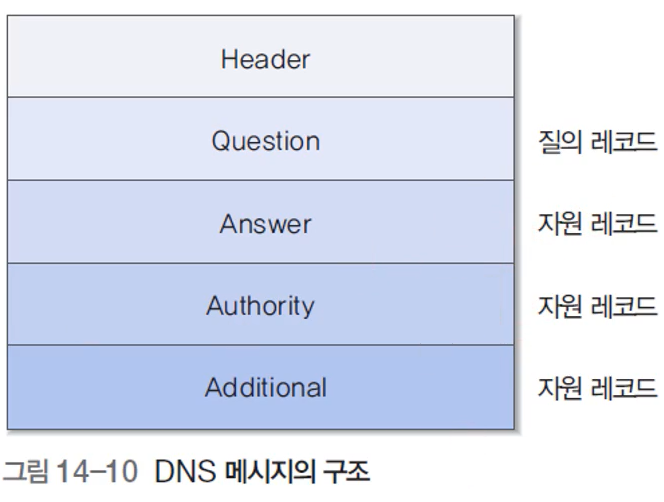 Header
Question 질의 레코드
Answer 자원 레코드
Authority 자원 레코드
Additional 자원 레코드
그림 14-10 DNS 메시지의 구조